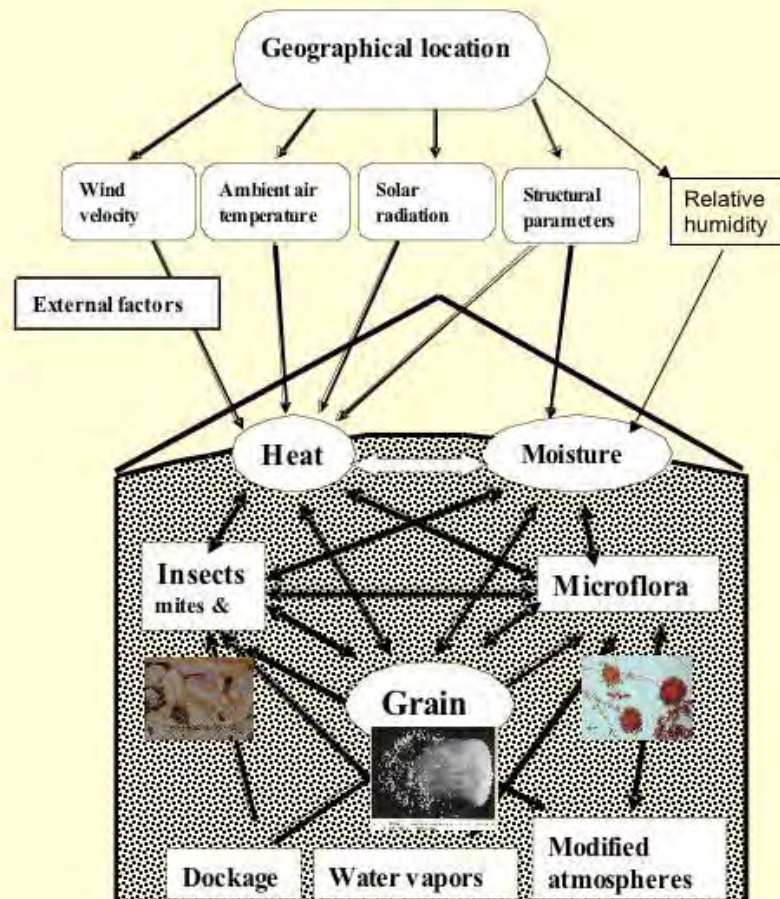 Geographical location
Wind
velocity
Ambient air
temperature
Solar
radiation
Structural
parameters
Relative
humidity
External factors
Heat
Moisture
Insects
mites &
Microflora
Grain
Dockage
Water vapors
Modified
atmospheres